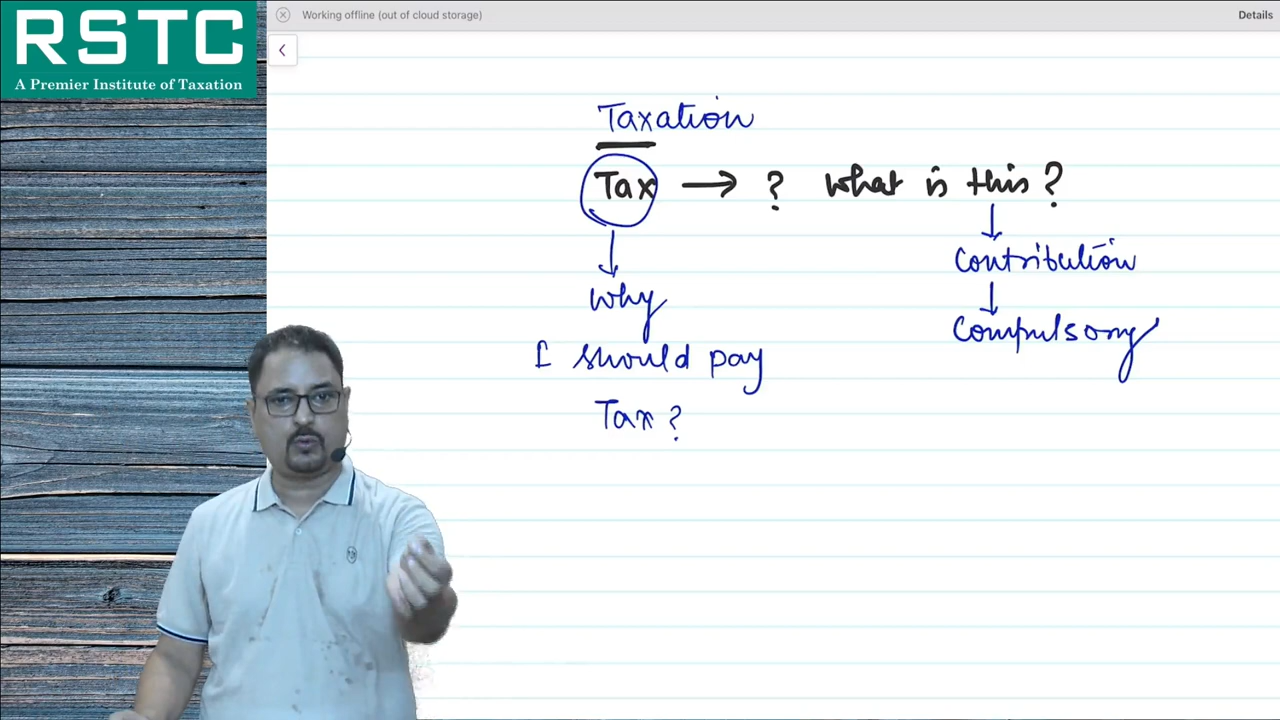 RSTC
A Premier Institute of Taxation
Working offline (out of cloud storage)
Details
Taxation
Tax → ? What is this?
↓
Contribution
↓
Compulsory
↓
Why
I should pay
Tax ?